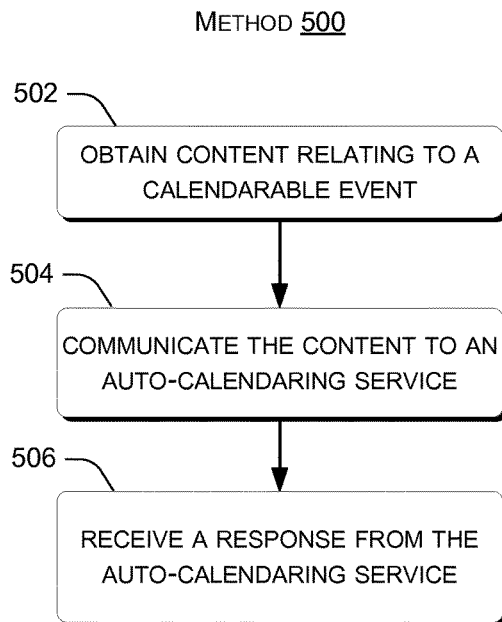 METHOD 500
502
OBTAIN CONTENT RELATING TO A
CALENDARABLE EVENT
504
COMMUNICATE THE CONTENT TO AN
AUTO-CALENDARING SERVICE
506
RECEIVE A RESPONSE FROM THE
AUTO-CALENDARING SERVICE